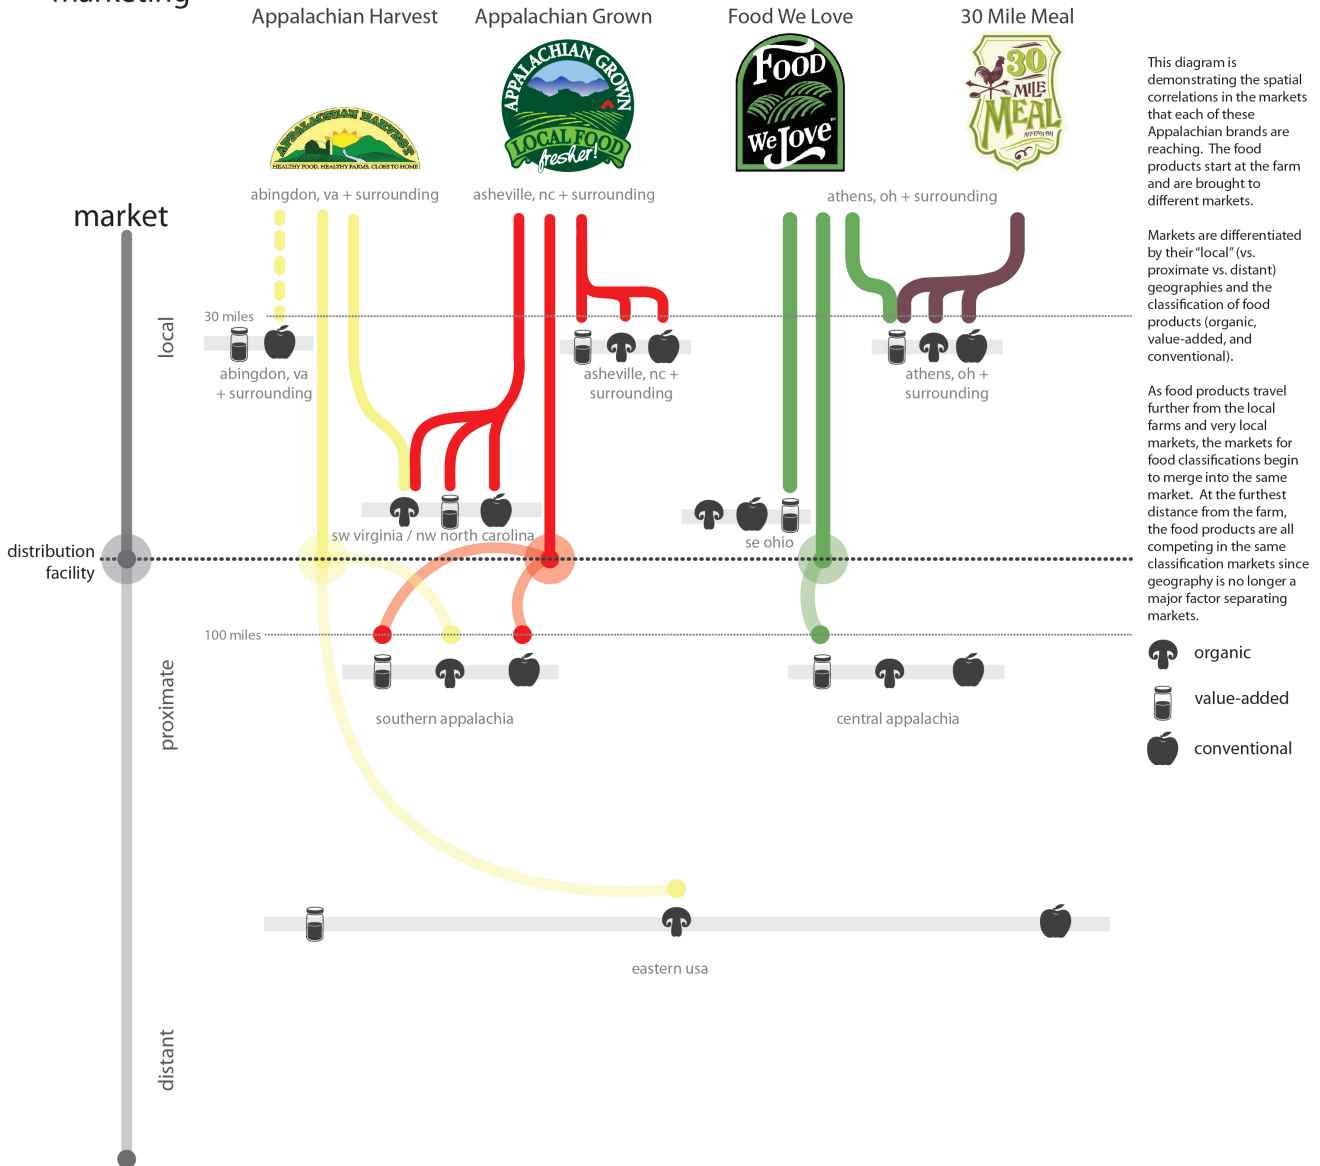 marketing
Appalachian Harvest
Appalachian Grown
Food We Love
30 Mile Meal
APPALACHIAN HARVEST
HEALTHY FOOD, HEALTHY FARMS, CLOSE TO HOME
APPALACHIAN GROWN
LOCAL FOOD
fresher!
FOOD
We Love
30
MILE
MEAL
ATHENS, OH
abingdon, va + surrounding
asheville, nc + surrounding
athens, oh + surrounding
market
local
30 miles
abingdon, va
+ surrounding
asheville, nc +
surrounding
athens, oh +
surrounding
sw virginia / nw north carolina
se ohio
distribution
facility
100 miles
proximate
southern appalachia
central appalachia
eastern usa
distant
This diagram is
demonstrating the spatial
correlations in the markets
that each of these
Appalachian brands are
reaching. The food
products start at the farm
and are brought to
different markets.
Markets are differentiated
by their “local” (vs.
proximate vs. distant)
geographies and the
classification of food
products (organic,
value-added, and
conventional).
As food products travel
further from the local
farms and very local
markets, the markets for
food classifications begin
to merge into the same
market. At the furthest
distance from the farm,
the food products are all
competing in the same
classification markets since
geography is no longer a
major factor separating
markets.
organic
value-added
conventional